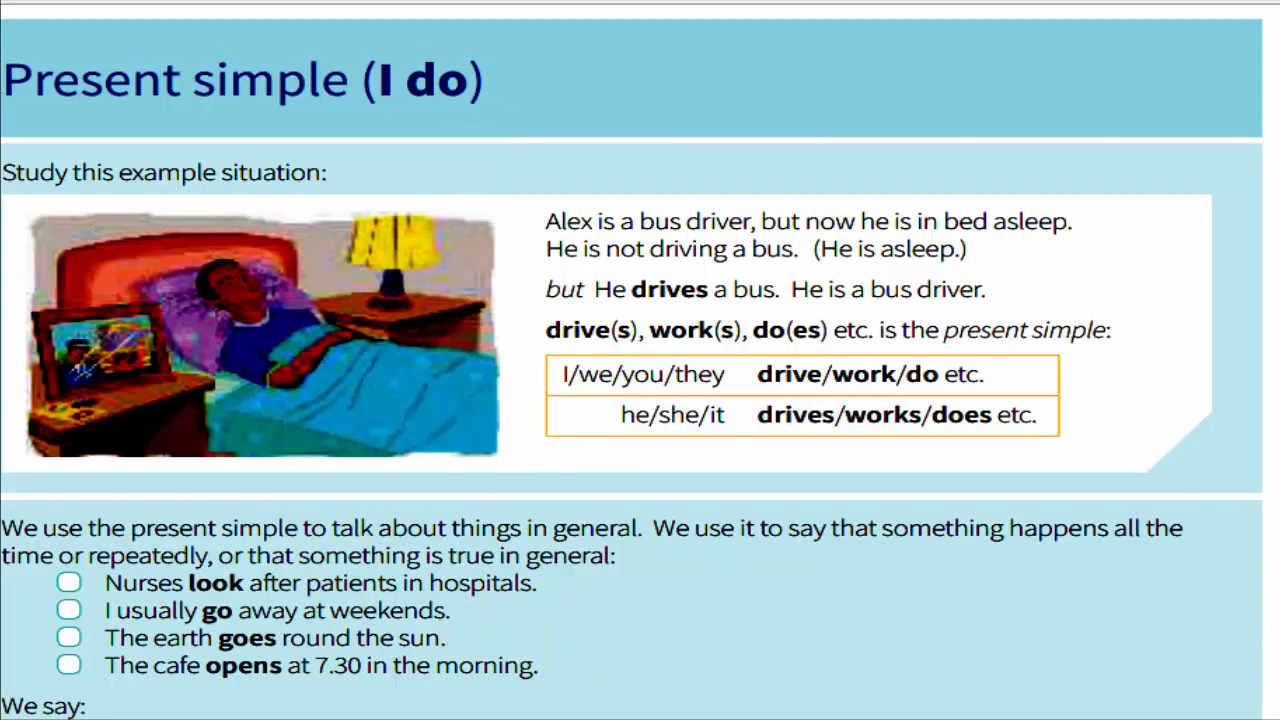 Present simple (I do)
Study this example situation:
Alex is a bus driver, but now he is in bed asleep.
He is not driving a bus. (He is asleep.)
but He drives a bus. He is a bus driver.
drive(s), work(s), do(es) etc. is the present simple:
I/we/you/they drive/work/do etc.
he/she/it drives/works/does etc.
We use the present simple to talk about things in general. We use it to say that something happens all the
time or repeatedly, or that something is true in general:
Nurses look after patients in hospitals.
I usually go away at weekends.
The earth goes round the sun.
The cafe opens at 7.30 in the morning.
We say: